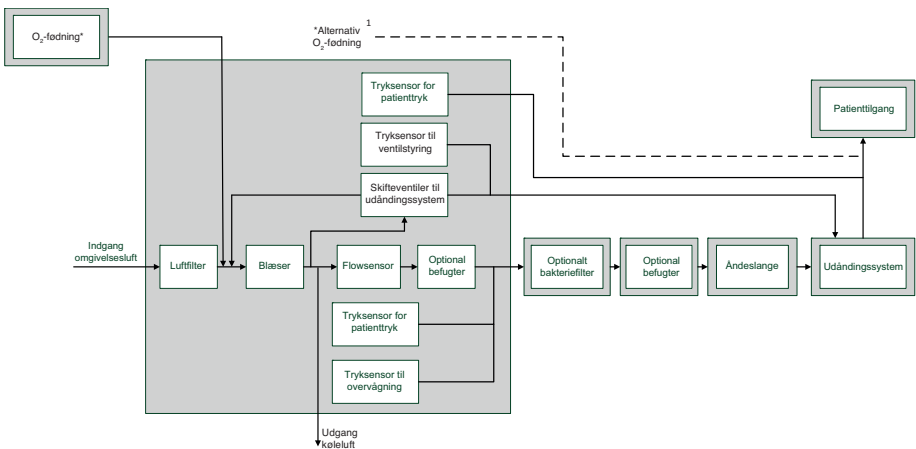 O₂-fødning*
*Alternativ 1
O₂-fødning
Tryksensor for
patienttryk
Patienttilgang
Tryksensor til
ventilstyring
Skifteventiler til
udåndingssystem
Indgang
omgivelsesluft
Luftfilter
Blæser
Flowsensor
Optional
befugter
Optionalt
bakteriefilter
Optional
befugter
Åndeslange
Udåndingssystem
Tryksensor for
patienttryk
Tryksensor til
overvågning
Udgang
køleluft